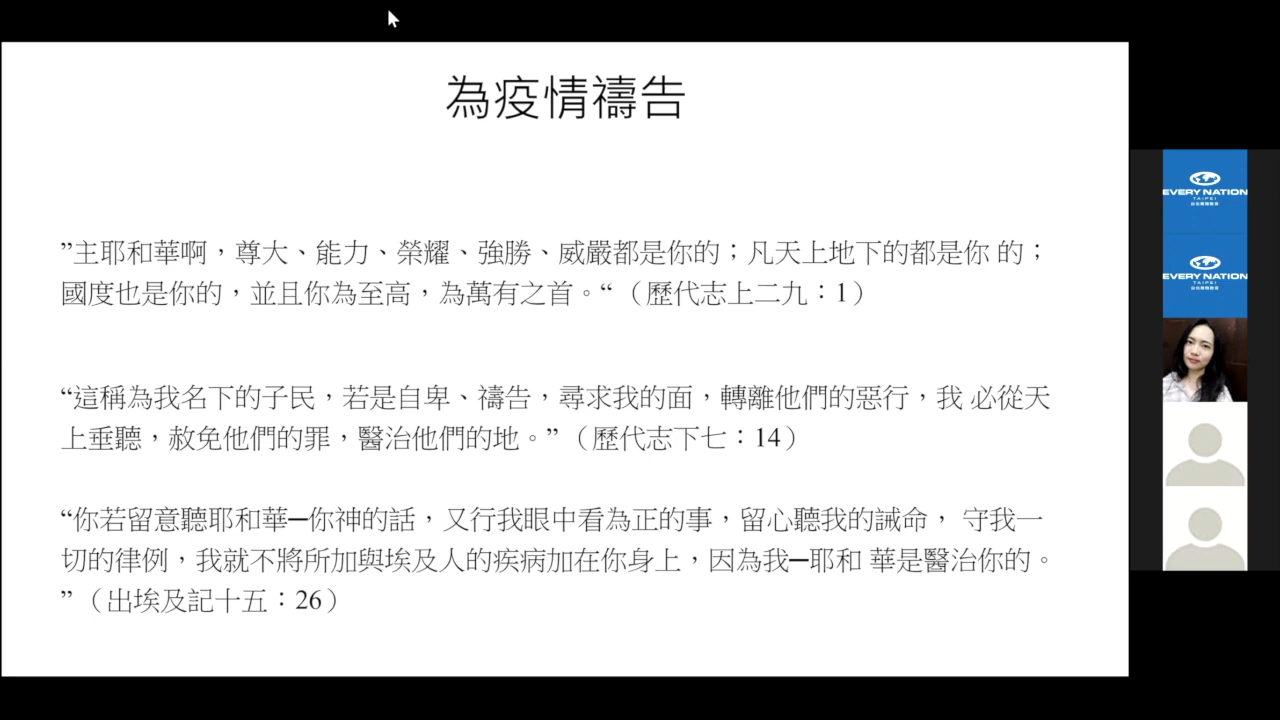 為疫情禱告
”主耶和華啊，尊大、能力、榮耀、強勝、威嚴都是你的；凡天上地下的都是你 的；
國度也是你的，並且你為至高，為萬有之首。“（歷代志上二九：1）
“這稱為我名下的子民，若是自卑、禱告，尋求我的面，轉離他們的惡行，我 必從天
上垂聽，赦免他們的罪，醫治他們的地。”（歷代志下七：14）
“你若留意聽耶和華─你神的話，又行我眼中看為正的事，留心聽我的誡命， 守我一
切的律例，我就不將所加與埃及人的疾病加在你身上，因為我─耶和 華是醫治你的。
”（出埃及記十五：26）
EVERY NATION
TAIPEI
EVERY NATION
TAIPEI